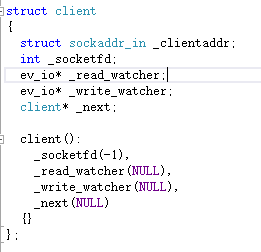 struct client
{
struct sockaddr_in _clientaddr;
int _socketfd;
ev_io* _read_watcher;
ev_io* _write_watcher;
client* _next;
client():
_socketfd(-1),
_read_watcher(NULL),
_write_watcher(NULL),
_next(NULL)
{}
};